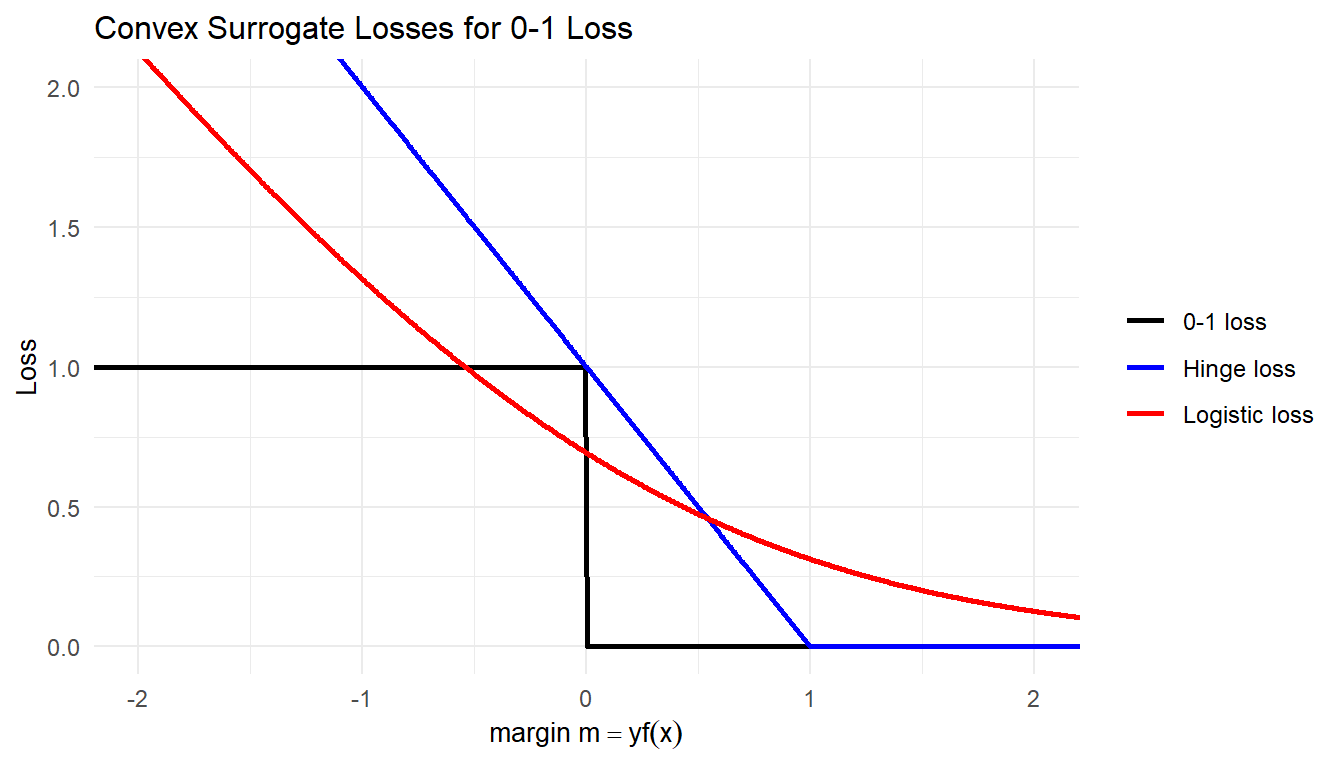 Convex Surrogate Losses for 0-1 Loss
2.0
1.5
1.0
0.5
0.0
Loss
-2 -1 0 1 2
margin m = yf(x)
0-1 loss
Hinge loss
Logistic loss